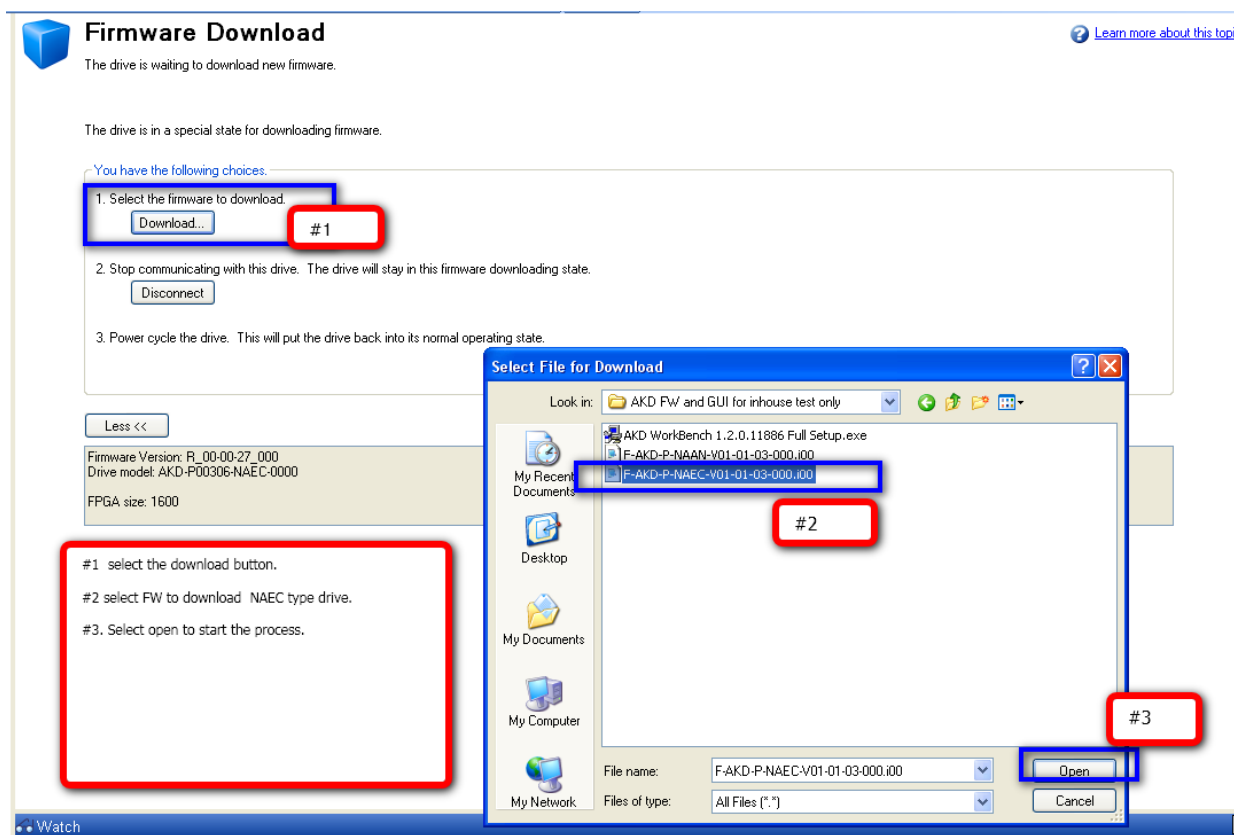 Firmware Download
Learn more about this topi
The drive is waiting to download new firmware.
The drive is in a special state for downloading firmware.
You have the following choices.
1. Select the firmware to download.
Download...
#1
2. Stop communicating with this drive. The drive will stay in this firmware downloading state.
Disconnect
3. Power cycle the drive. This will put the drive back into its normal operating state.
Less <<
Firmware Version: R_00-00-27_000
Drive model: AKD-P00306-NAEC-0000
FPGA size: 1600
#1 select the download button.
#2 select FW to download NAEC type drive.
#3. Select open to start the process.
Select File for Download
Look in:
AKD FW and GUI for inhouse test only
AKD WorkBench 1.2.0.11886 Full Setup.exe
F-AKD-P-NAAN-V01-01-03-000.i00
F-AKD-P-NAEC-V01-01-03-000.i00
#2
My Recent
Documents
Desktop
My Documents
My Computer
My Network
#3
File name:
F-AKD-P-NAEC-V01-01-03-000.i00
Open
Files of type:
All Files (*.*)
Cancel
Watch